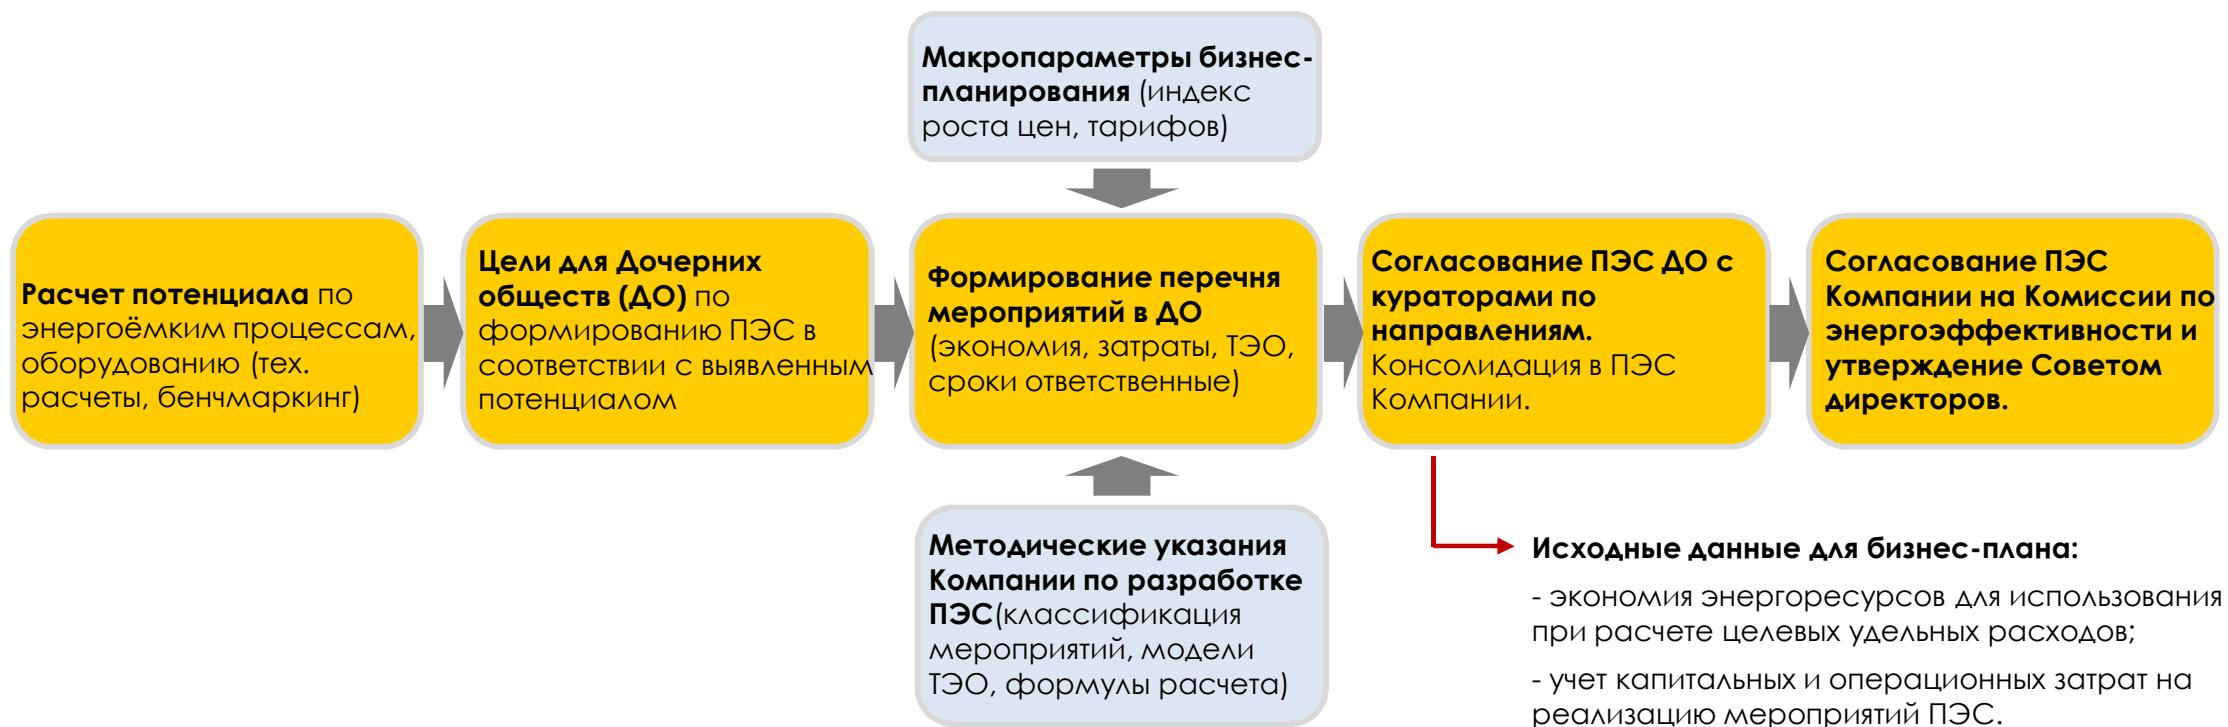 Макропараметры бизнес-
планирования (индекс
роста цен, тарифов)
Расчет потенциала по
энергоёмким процессам,
оборудованию (тех.
расчеты, бенчмаркинг)
Цели для Дочерних
обществ (ДО) по
формированию ПЭС в
соответствии с выявленным
потенциалом
Формирование перечня
мероприятий в ДО
(экономия, затраты, ТЭО,
сроки ответственные)
Согласование ПЭС ДО с
кураторами по
направлениям.
Консолидация в ПЭС
Компании.
Согласование ПЭС
Компании на Комиссии по
энергоэффективности и
утверждение Советом
директоров.
Методические указания
Компании по разработке
ПЭС(классификация
мероприятий, модели
ТЭО, формулы расчета)
Исходные данные для бизнес-плана:
- экономия энергоресурсов для использования
при расчете целевых удельных расходов;
- учет капитальных и операционных затрат на
реализацию мероприятий ПЭС.